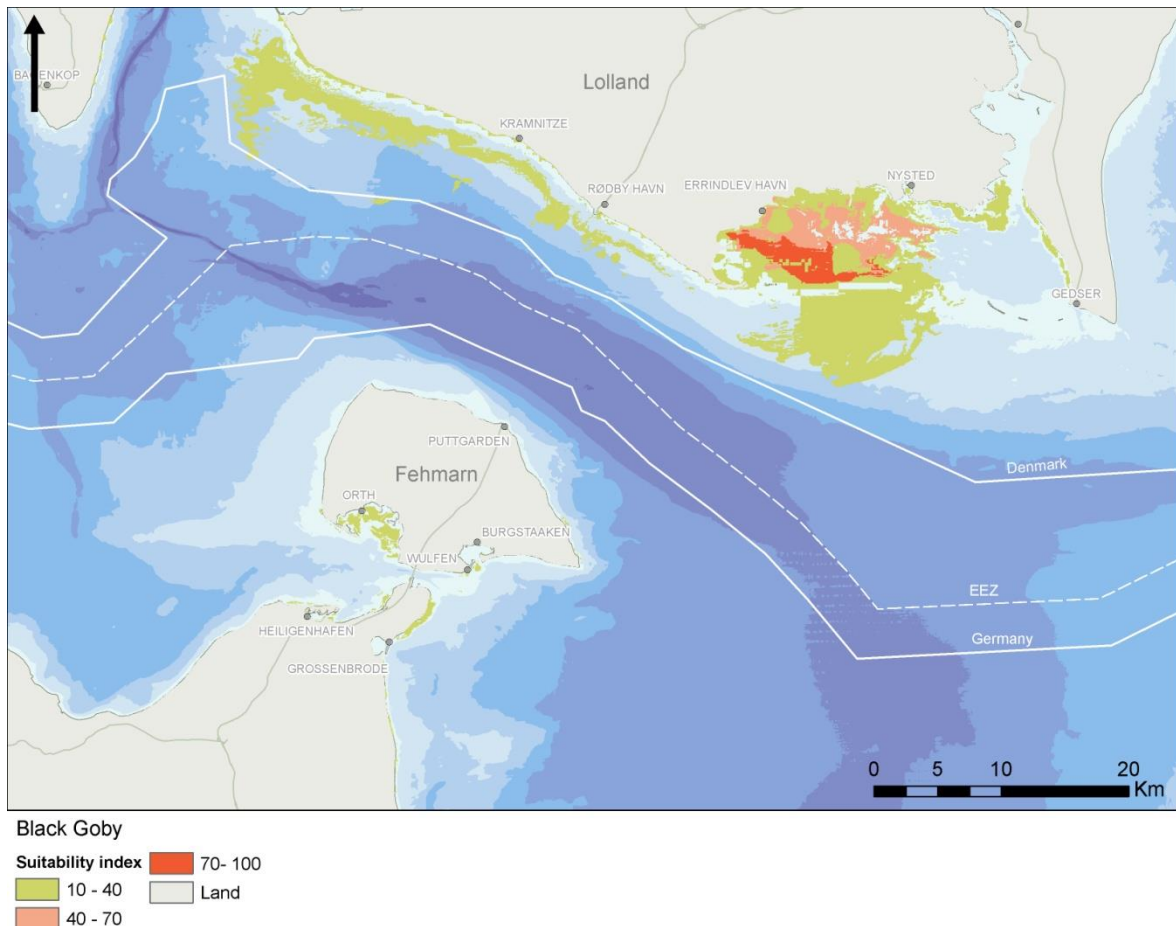 BAGENKOP
Lolland
KRAMNITZE
RØDBY HAVN
ERRINDLEV HAVN
NYSTED
GEDSER
PUTTGARDEN
Fehmarn
ORTH
BURGSTAAKEN
WULFEN
HEILIGENHAFEN
GROSSENBRODE
Denmark
EEZ
Germany
0 5 10 20
Km
Black Goby
Suitability index
70- 100
10 - 40
Land
40 - 70